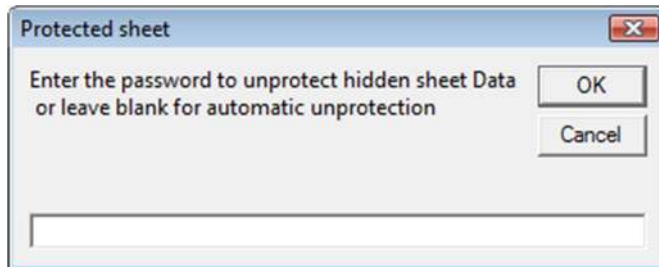 Protected sheet
Enter the password to unprotect hidden sheet Data
or leave blank for automatic unprotection
OK
Cancel